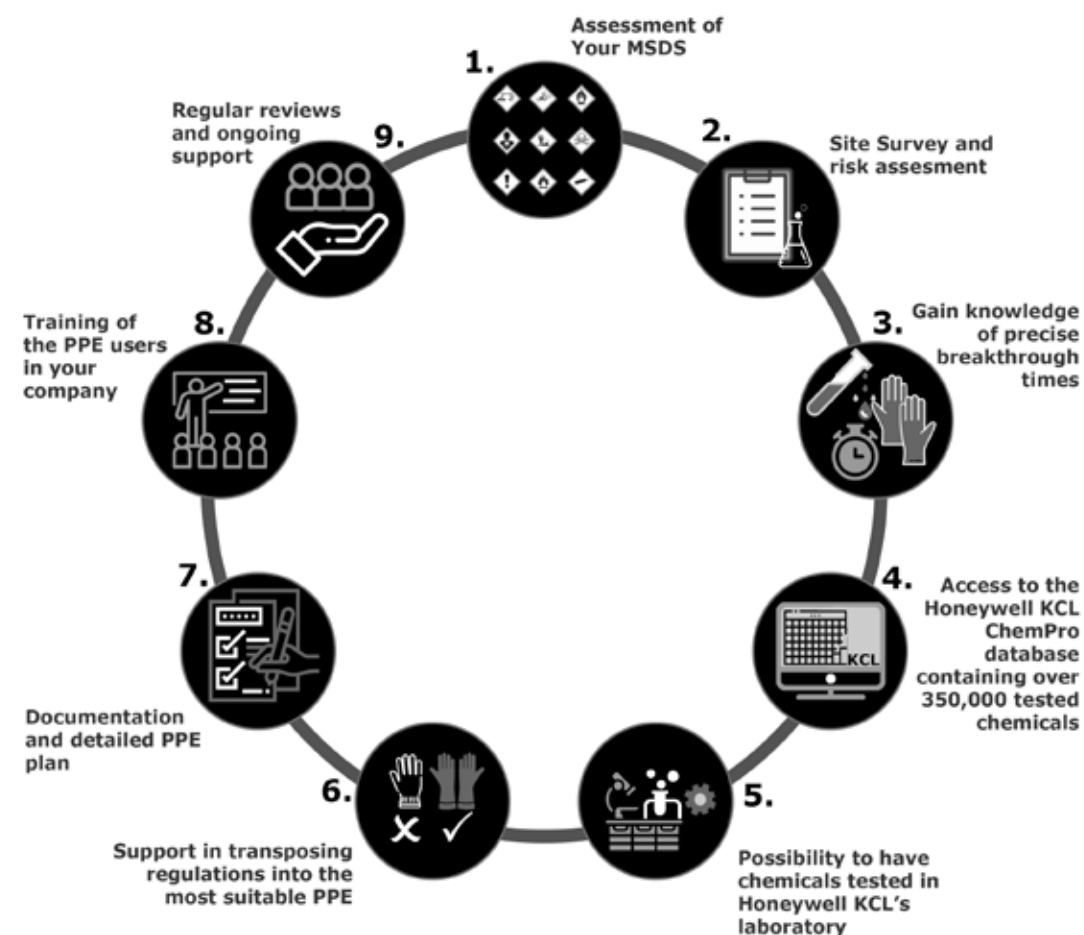 1.
Assessment of
Your MSDS
2.
Site Survey and
risk assesment
3.
Gain knowledge
of precise
breakthrough
times
4.
Access to the
Honeywell KCL
ChemPro
database
containing over
350,000 tested
chemicals
KCL
5.
Possibility to have
chemicals tested in
Honeywell KCL's
laboratory
6.
Support in transposing
regulations into the
most suitable PPE
7.
Documentation
and detailed PPE
plan
8.
Training of
the PPE users
in your
company
9.
Regular reviews
and ongoing
support